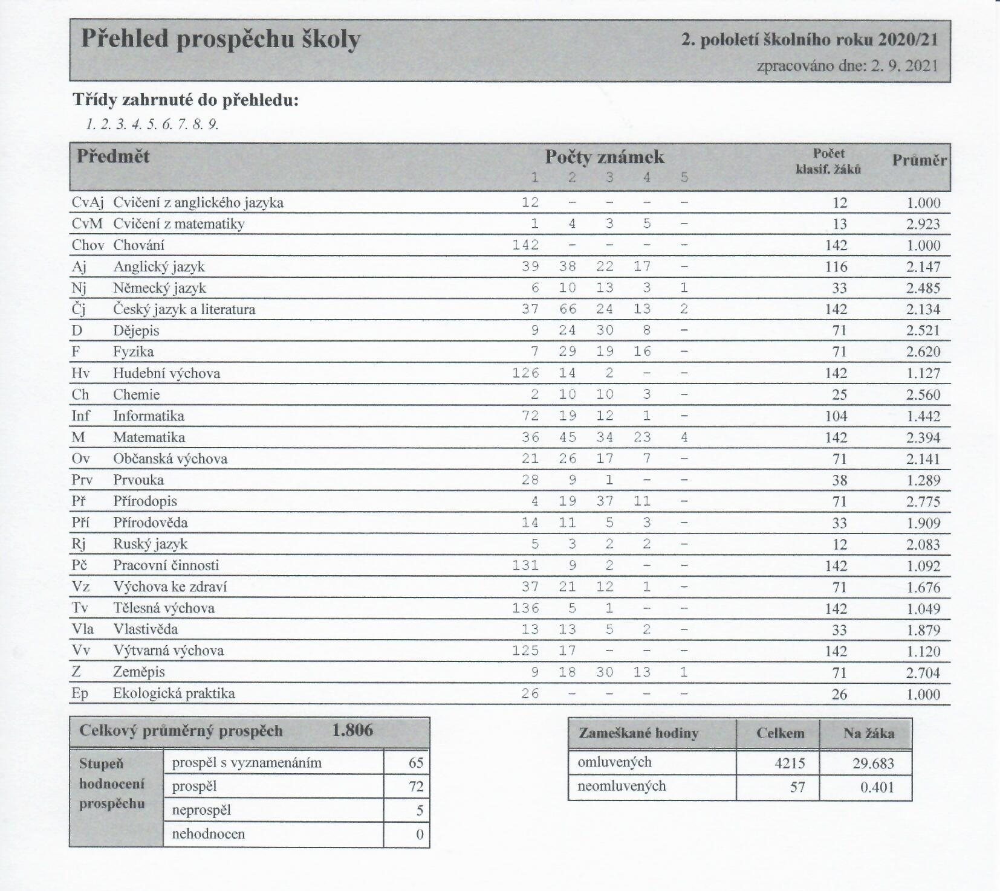 Přehled prospěchu školy
2. pololetí školního roku 2020/21
zpracováno dne: 2. 9. 2021
Třídy zahrnuté do přehledu:
1. 2. 3. 4. 5. 6. 7. 8. 9.
Předmět Počty známek Počet klasif. žáků Průměr
1 2 3 4 5
CvAj Cvičení z anglického jazyka 12 - - - - 12 1.000
CvM Cvičení z matematiky 1 4 3 5 - 13 2.923
Chov Chování 142 - - - - 142 1.000
Aj Anglický jazyk 39 38 22 17 - 116 2.147
Nj Německý jazyk 6 10 13 3 1 33 2.485
Čj Český jazyk a literatura 37 66 24 13 2 142 2.134
D Dějepis 9 24 30 8 - 71 2.521
F Fyzika 7 29 19 16 - 71 2.620
Hv Hudební výchova 126 14 2 - - 142 1.127
Ch Chemie 2 10 10 3 - 25 2.560
Inf Informatika 72 19 12 1 - 104 1.442
M Matematika 36 45 34 23 4 142 2.394
Ov Občanská výchova 21 26 17 7 - 71 2.141
Prv Prvouka 28 9 1 - - 38 1.289
Př Přírodopis 4 19 37 11 - 71 2.775
Pří Přírodověda 14 11 5 3 - 33 1.909
Rj Ruský jazyk 5 3 2 2 - 12 2.083
Pč Pracovní činnosti 131 9 2 - - 142 1.092
Vz Výchova ke zdraví 37 21 12 1 - 71 1.676
Tv Tělesná výchova 136 5 1 - - 142 1.049
Vla Vlastivěda 13 13 5 2 - 33 1.879
Vv Výtvarná výchova 125 17 - - - 142 1.120
Z Zeměpis 9 18 30 13 1 71 2.704
Ep Ekologická praktika 26 - - - - 26 1.000
Celkový průměrný prospěch 1.806
Stupeň hodnocení prospěchu
prospěl s vyznamenáním 65
prospěl 72
neprospěl 5
nehodnocen 0
Zameškané hodiny Celkem Na žáka
omluvených 4215 29.683
neomluvených 57 0.401